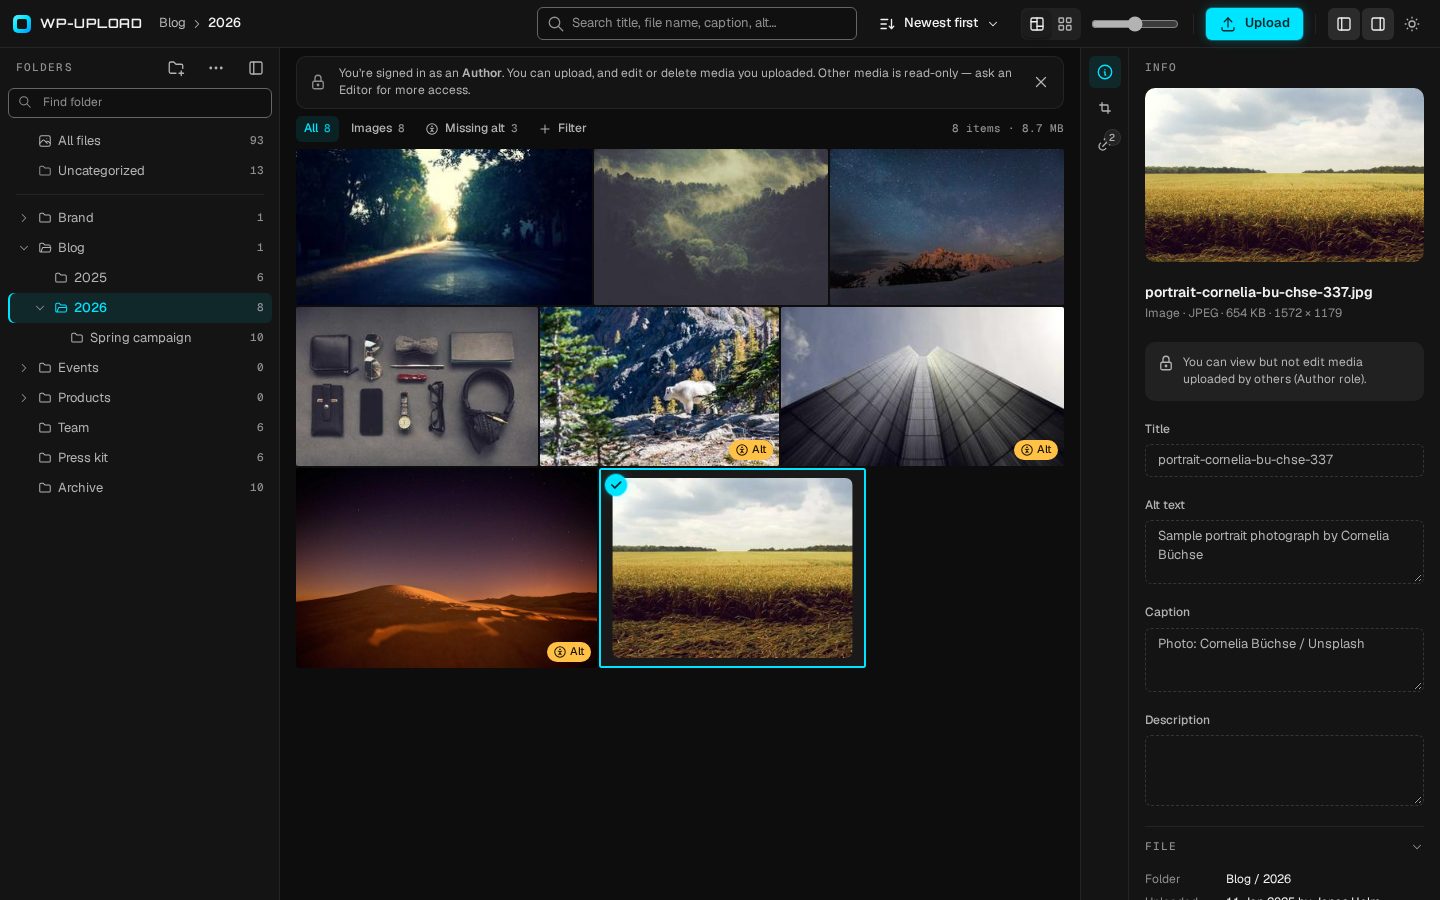 WP-UPLOAD
Blog > 2026
Search title, file name, caption, alt...
Newest first
Upload
FOLDERS
Find folder
All files 93
Uncategorized 13
Brand 1
Blog 1
2025 6
2026 8
Spring campaign 10
Events 0
Products 0
Team 6
Press kit 6
Archive 10
You're signed in as an Author. You can upload, and edit or delete media you uploaded. Other media is read-only — ask an
Editor for more access.
All 8
Images 8
Missing alt 3
Filter
8 items · 8.7 MB
Alt
Alt
Alt
2
INFO
portrait-cornelia-bu-chse-337.jpg
Image · JPEG · 654 KB · 1572 × 1179
You can view but not edit media
uploaded by others (Author role).
Title
portrait-cornelia-bu-chse-337
Alt text
Sample portrait photograph by Cornelia
Büchse
Caption
Photo: Cornelia Büchse / Unsplash
Description
FILE
Folder Blog / 2026